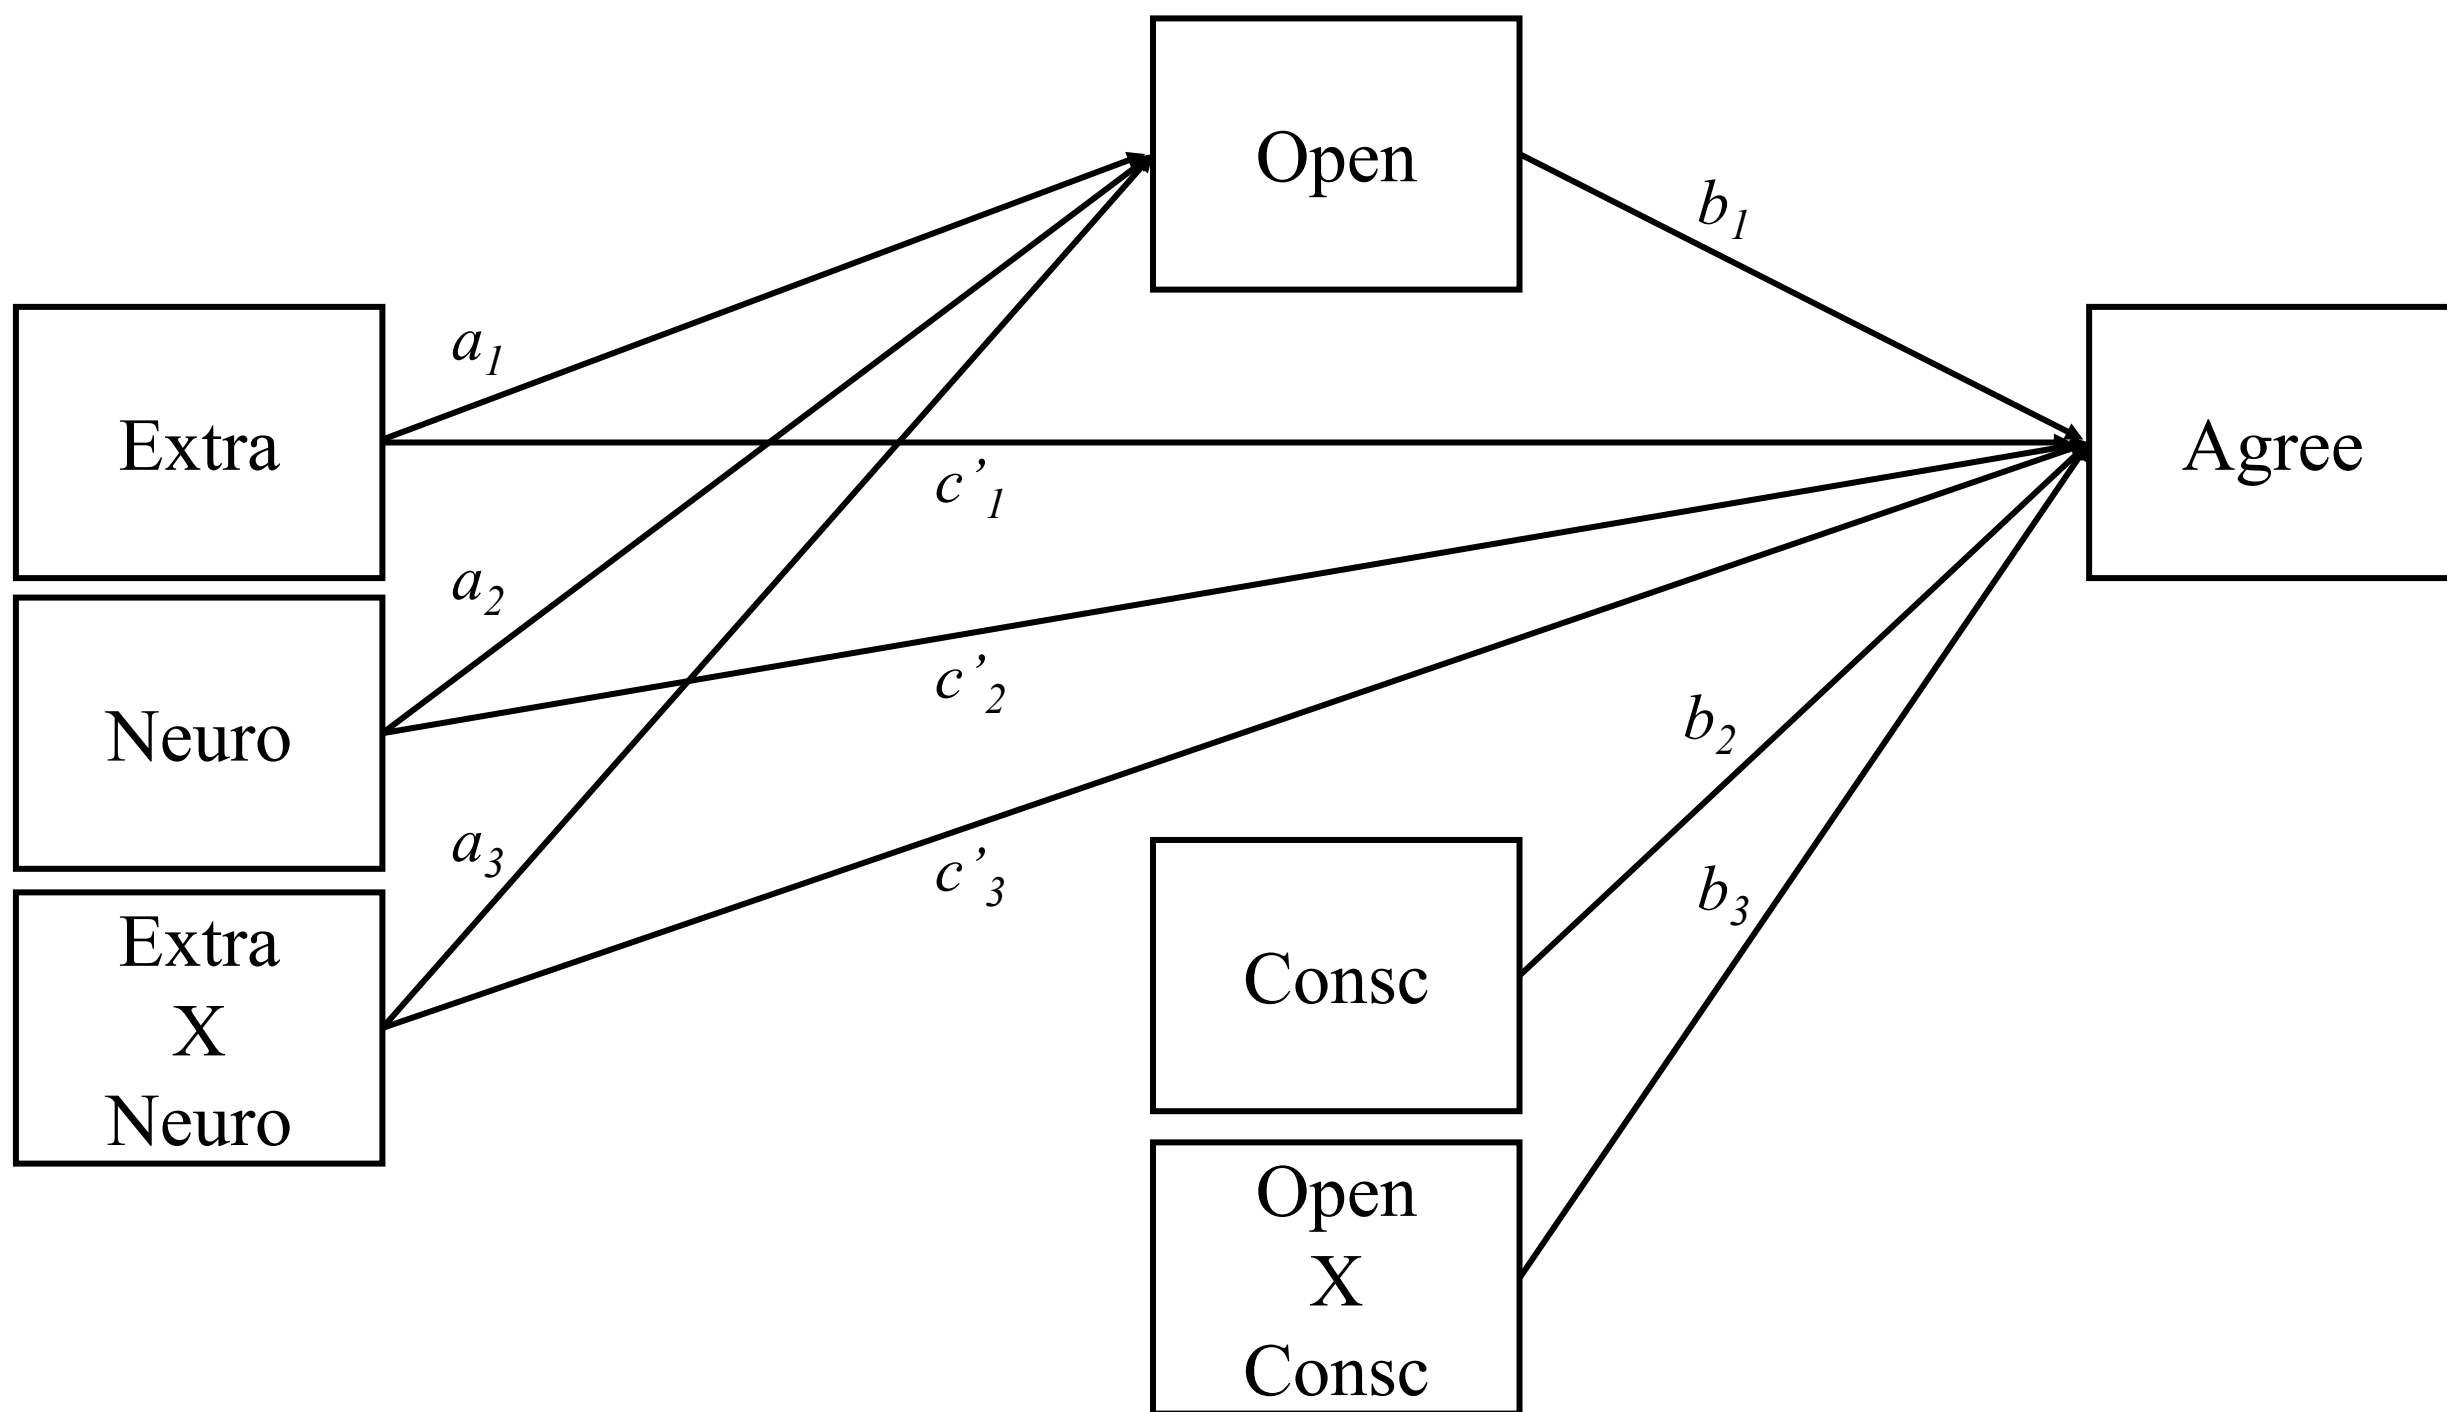 Open
b1
Extra
a1
Agree
c’1
a2
Neuro
c’2
b2
a3
c’3
b3
Extra
X
Neuro
Consc
Open
X
Consc